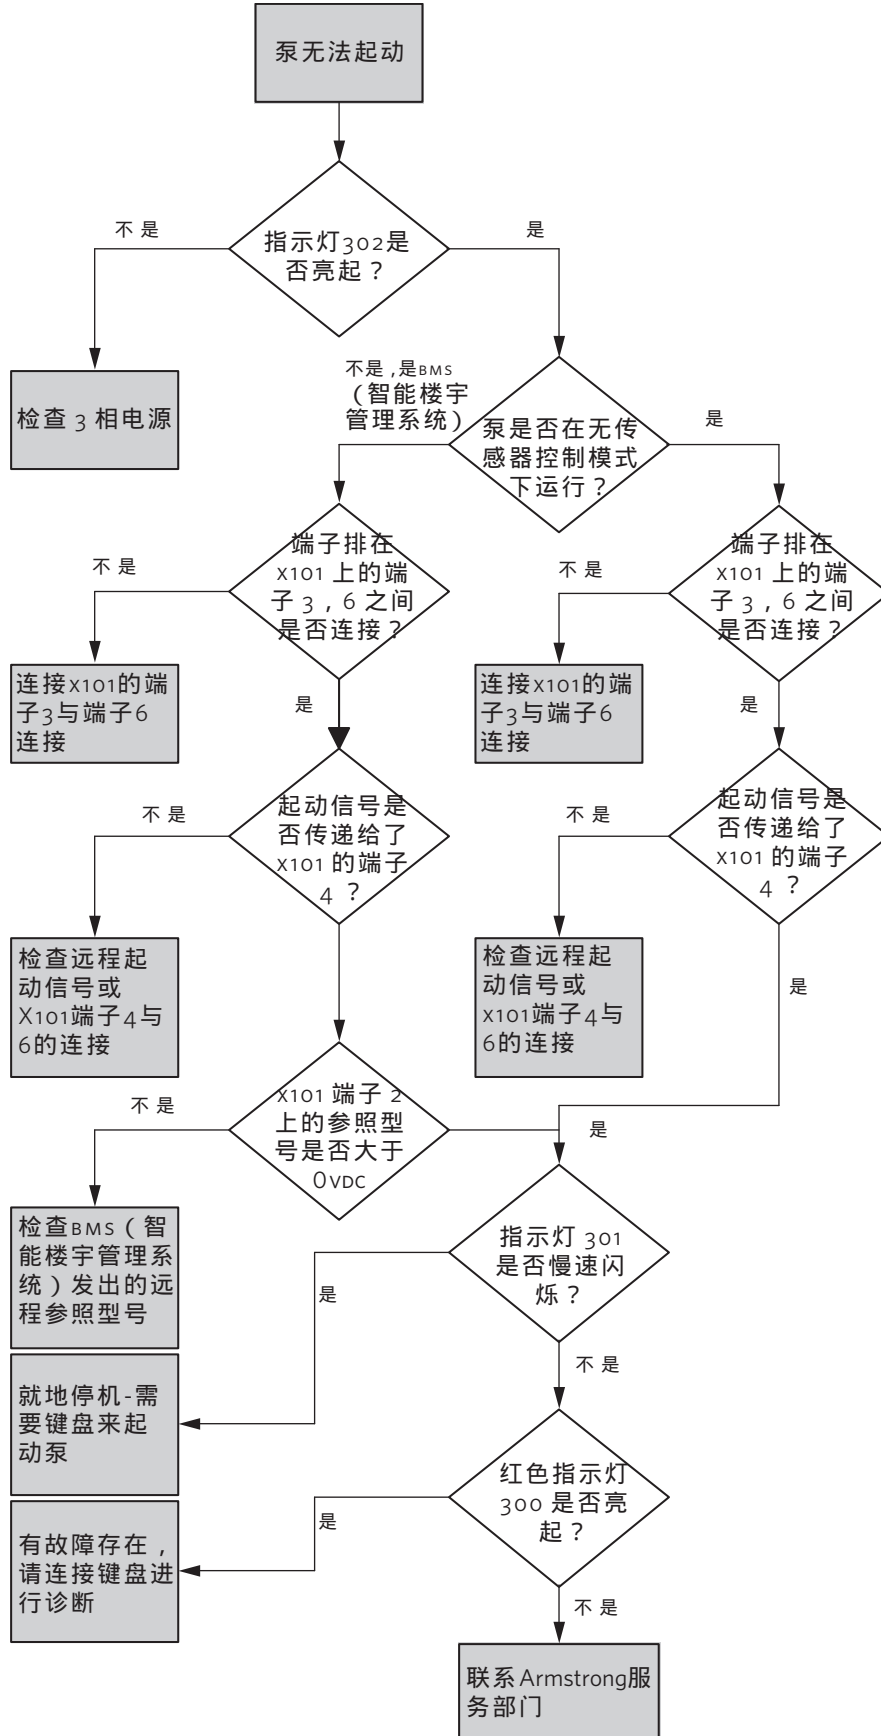 泵无法起动
不是
是
指示灯302是
否亮起？
检查 3 相电源
不是,是BMS
（智能楼宇
管理系统）
泵是否在无传
感器控制模式
下运行？
是
不是
端子排在
x101 上的端
子 3，6 之间
是否连接？
不是
端子排在
x101 上的端
子 3，6 之间
是否连接？
连接x101的端
子3与端子6
连接
是
连接x101的端
子3与端子6
连接
是
不是
起动信号是
否传递给了
x101 的端子
4 ？
不是
起动信号是
否传递给了
x101 的端子
4 ？
检查远程起
动信号或
X101端子4与
6的连接
检查远程起
动信号或
x101端子4与
6的连接
是
不是
x101 端子 2
上的参照型
号是否大于
0VDC
是
检查BMS（智
能楼宇管理系
统）发出的远
程参照型号
指示灯 301
是否慢速闪
烁？
是
不是
就地停机-需
要键盘来起
动泵
红色指示灯
300 是否亮
起？
是
有故障存在，
请连接键盘进
行诊断
不是
联系Armstrong服
务部门